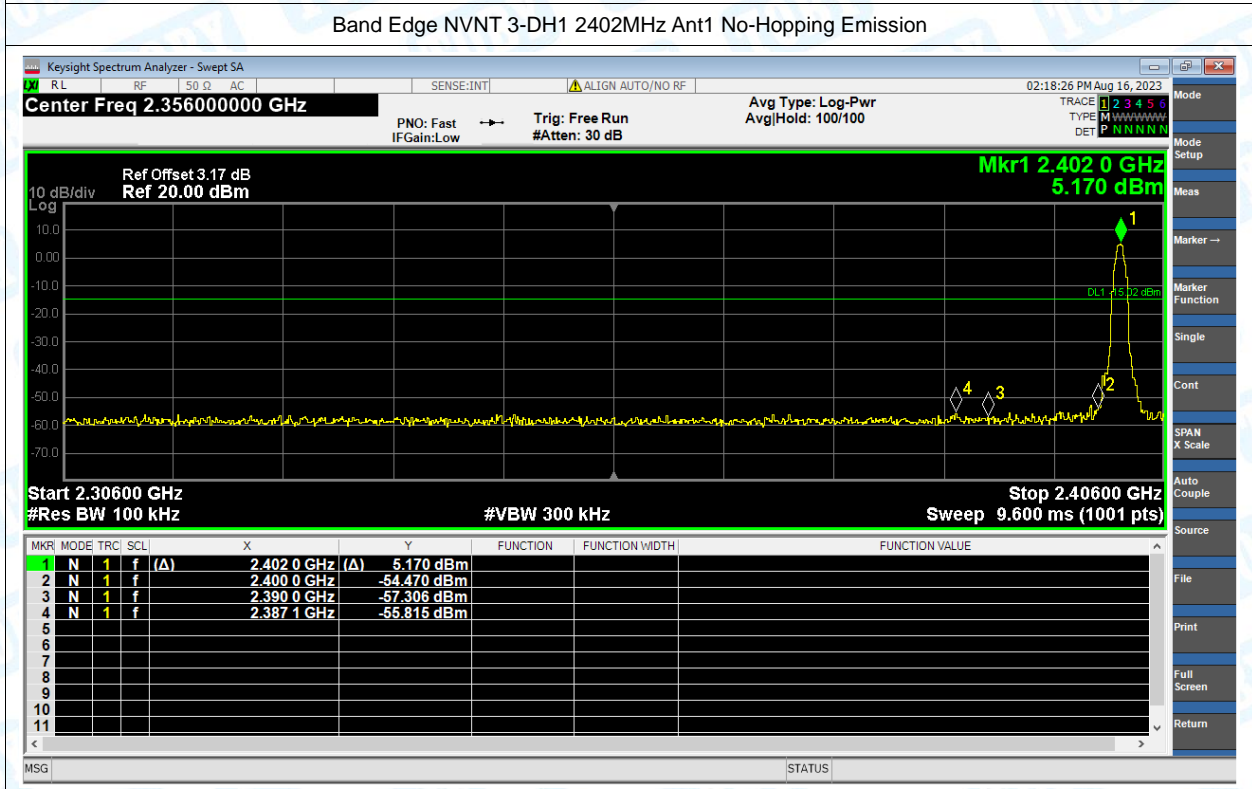 Band Edge NVNT 3-DH1 2402MHz Ant1 No-Hopping Emission
Keysight Spectrum Analyzer - Swept SA
LXI RL RF 50 Ω AC SENSE:INT ALIGN AUTO/NO RF 02:18:26 PM Aug 16, 2023
Center Freq 2.356000000 GHz
PNO: Fast
IFGain:Low
Trig: Free Run
#Atten: 30 dB
Avg Type: Log-Pwr
Avg|Hold: 100/100
TRACE 1 2 3 4 5 6
TYPE M WWWWW
DET P N N N N N
Mkr1 2.402 0 GHz
5.170 dBm
Ref Offset 3.17 dB
10 dB/div Ref 20.00 dBm
Log
10.0
0.00
-10.0
-20.0
-30.0
-40.0
-50.0
-60.0
-70.0
1
DL1 -15.02 dBm
4
3
2
Start 2.30600 GHz Stop 2.40600 GHz
#Res BW 100 kHz #VBW 300 kHz Sweep 9.600 ms (1001 pts)
MKR MODE TRC SCL X Y FUNCTION FUNCTION WIDTH FUNCTION VALUE
1 N 1 f (Δ) 2.402 0 GHz (Δ) 5.170 dBm
2 N 1 f 2.400 0 GHz -54.470 dBm
3 N 1 f 2.390 0 GHz -57.306 dBm
4 N 1 f 2.387 1 GHz -55.815 dBm
5
6
7
8
9
10
11
MSG STATUS
Mode
Mode Setup
Meas
Marker →
Marker Function
Single
Cont
SPAN X Scale
Auto Couple
Source
File
Print
Full Screen
Return